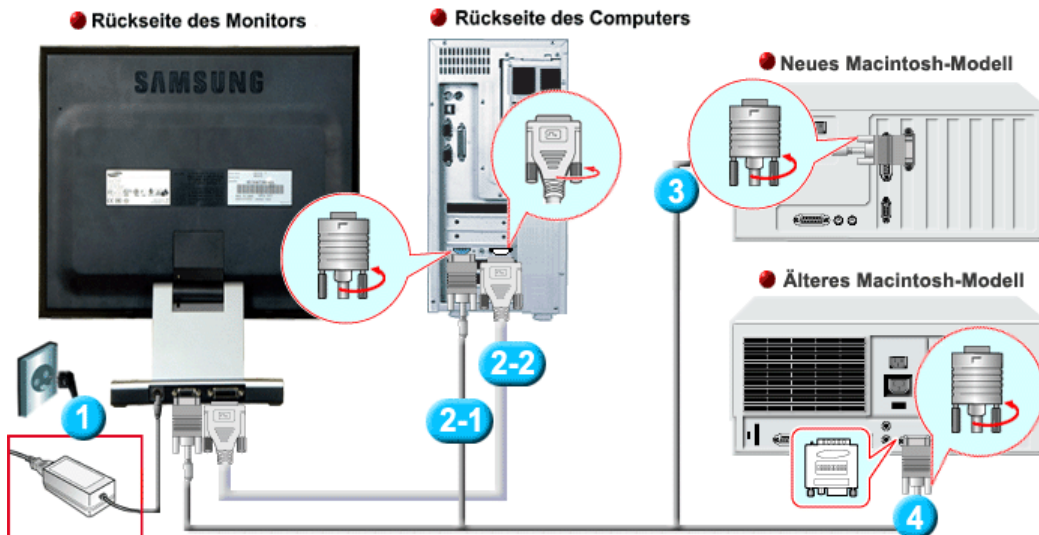 Rückseite des Monitors
Rückseite des Computers
Neues Macintosh-Modell
SAMSUNG
3
Älteres Macintosh-Modell
2-2
1
2-1
4